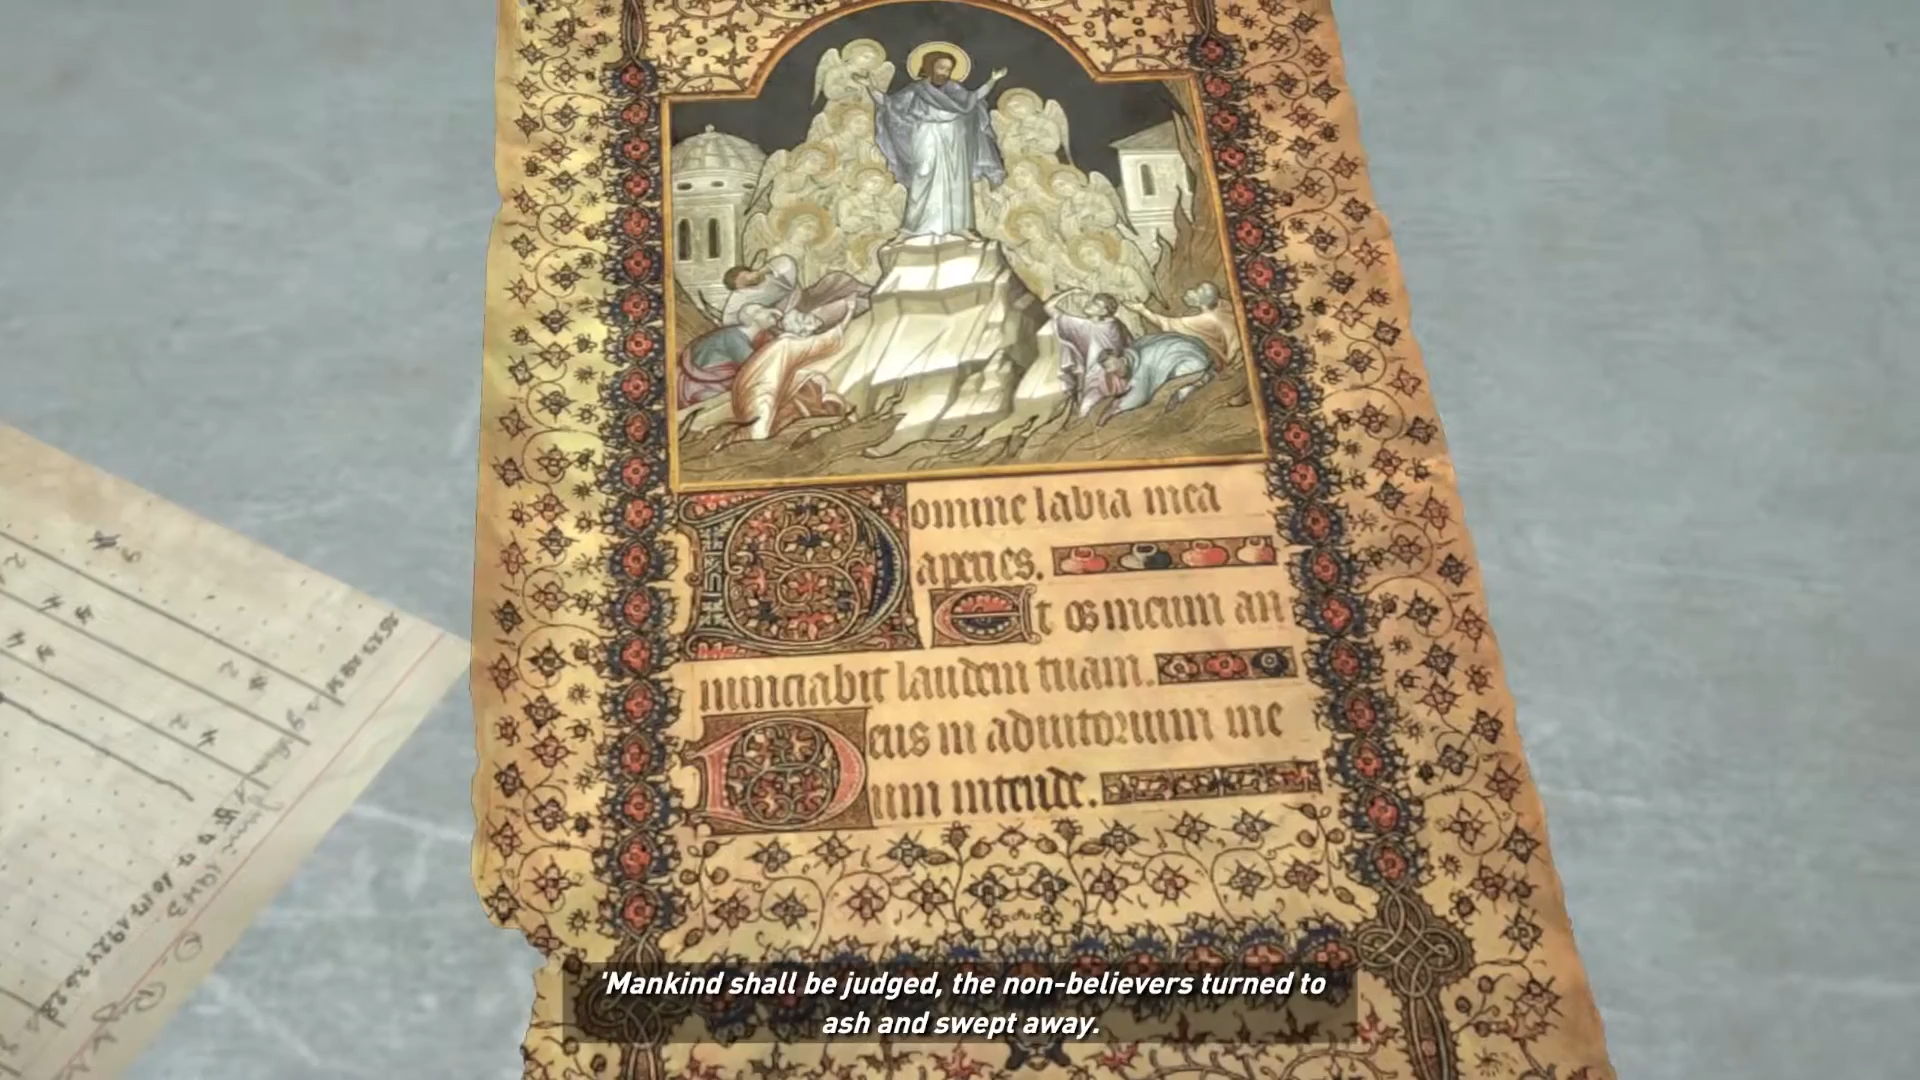 Domine labia mea
aperies.
Et os meum an
nunciabit laudem tuam.
Deus in adiutorium me
um intende.
'Mankind shall be judged, the non-believers turned to
ash and swept away.